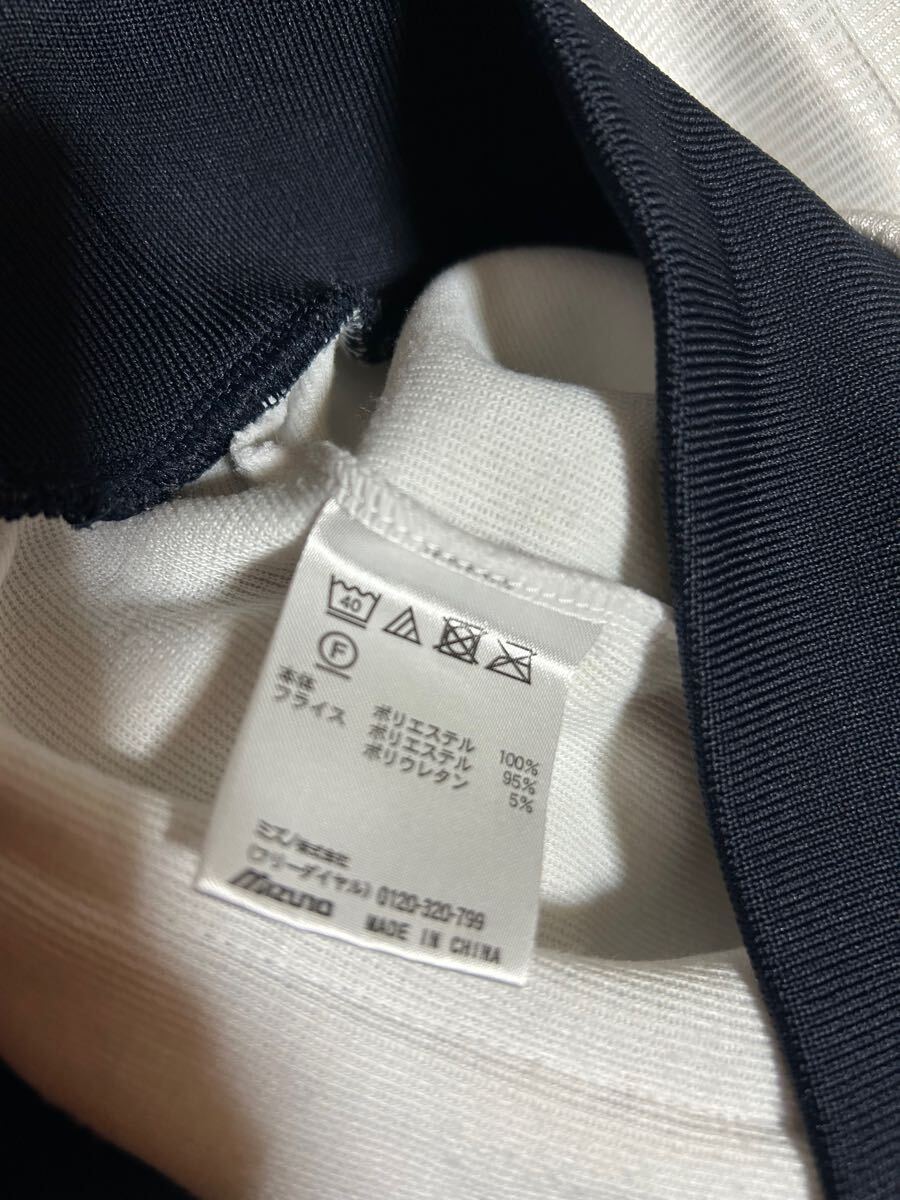 40
F
本体 ポリエステル 100%
フライス ポリエステル 95%
ポリウレタン 5%
ミズノ株式会社
(フリーダイヤル) 0120-320-799
MIZUNO MADE IN CHINA